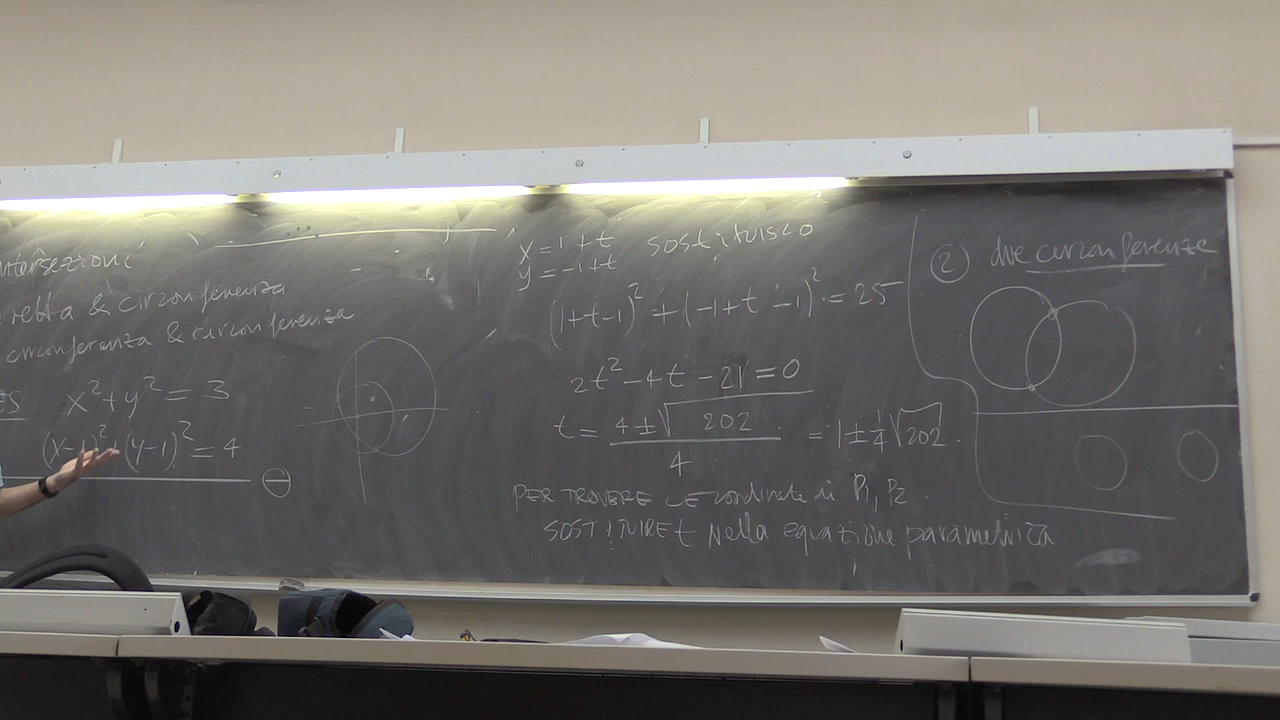 intersezioni
retta & circonferenza
circonferenza & circonferenza
ES x² + y² = 3
(x-1)² + (y-1)² = 4
x = 1 + t sostituisco
y = -1 + t
(1+t-1)² + (-1+t-1)² = 25
2t² - 4t - 21 = 0
t = (4 ± √202) / 4 = 1 ± 1/4 √202.
PER TROVARE LE coordinate di P1, P2.
SOSTITUIRE t nella equazione parametrica
② due circonferenze